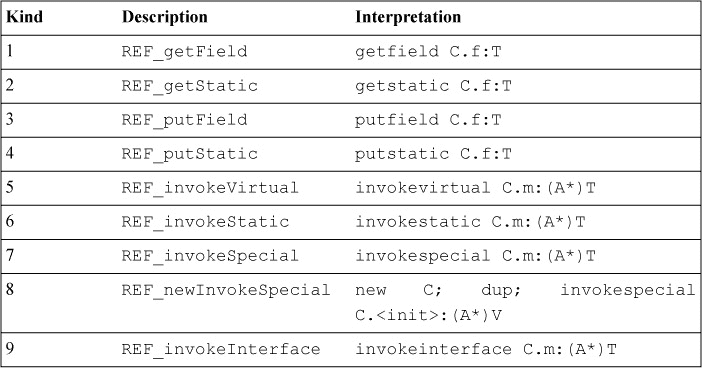 Kind Description Interpretation
1 REF_getField getfield C.f:T
2 REF_getStatic getstatic C.f:T
3 REF_putField putfield C.f:T
4 REF_putStatic putstatic C.f:T
5 REF_invokeVirtual invokevirtual C.m:(A*)T
6 REF_invokeStatic invokestatic C.m:(A*)T
7 REF_invokeSpecial invokespecial C.m:(A*)T
8 REF_newInvokeSpecial new C; dup; invokespecial
C.<init>:(A*)V
9 REF_invokeInterface invokeinterface C.m:(A*)T